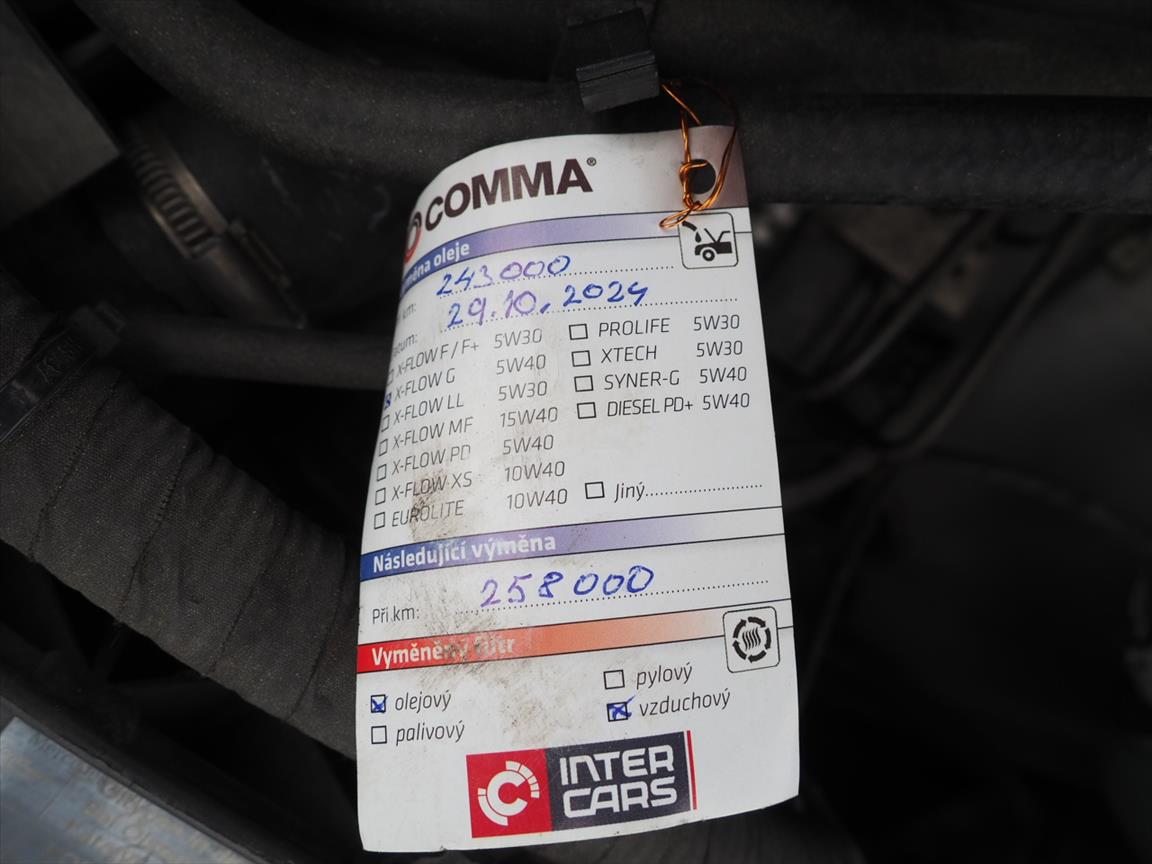 COMMA®
měna oleje
km: 243000
tum: 29.10.2024
X-FLOW F / F+ 5W30
X-FLOW G 5W40
X-FLOW LL 5W30
X-FLOW MF 15W40
X-FLOW PD 5W40
X-FLOW XS 10W40
EUROLITE 10W40
PROLIFE 5W30
XTECH 5W30
SYNER-G 5W40
DIESEL PD+ 5W40
Jiný
Následující výměna
Při km: 258000
Vyměněný filtr
olejový
palivový
pylový
vzduchový
INTER
CARS